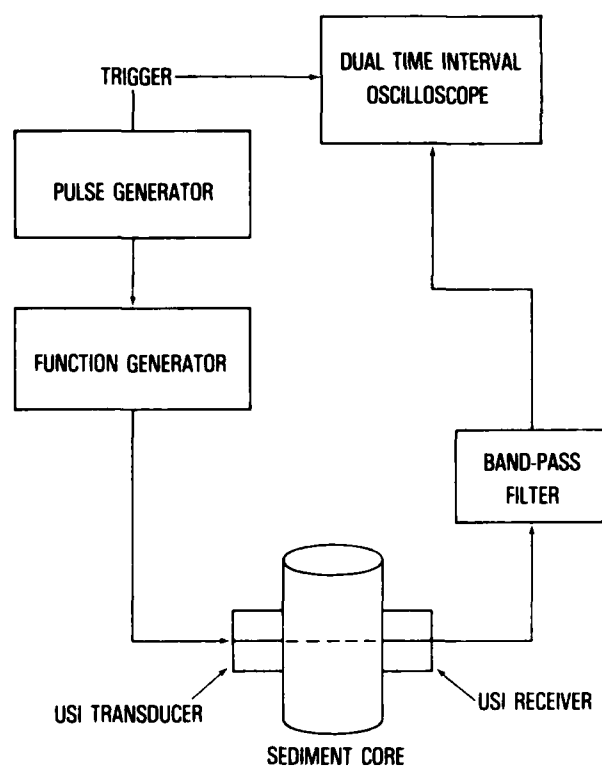 TRIGGER
DUAL TIME INTERVAL
OSCILLOSCOPE
PULSE GENERATOR
FUNCTION GENERATOR
BAND-PASS
FILTER
USI TRANSDUCER
USI RECEIVER
SEDIMENT CORE